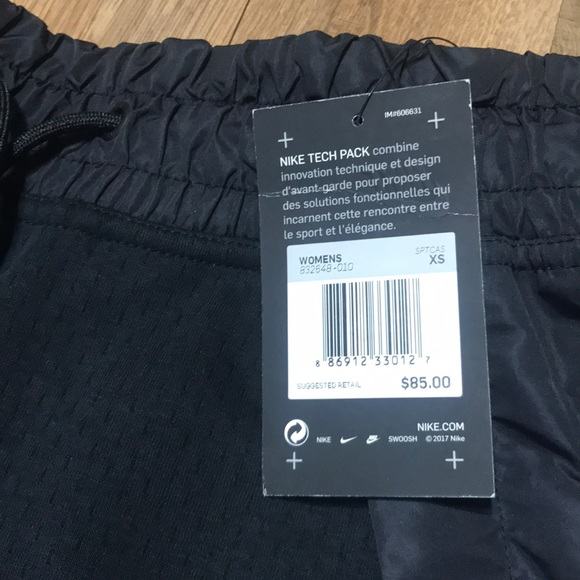 IM#606631
NIKE TECH PACK combine
innovation technique et design
d'avant-garde pour proposer
des solutions fonctionnelles qui
incarnent cette rencontre entre
le sport et l'élégance.
WOMENS SPTCAS
832648-010 XS
8 86912 33012 7
SUGGESTED RETAIL $85.00
NIKE.COM
NIKE SWOOSH © 2017 Nike